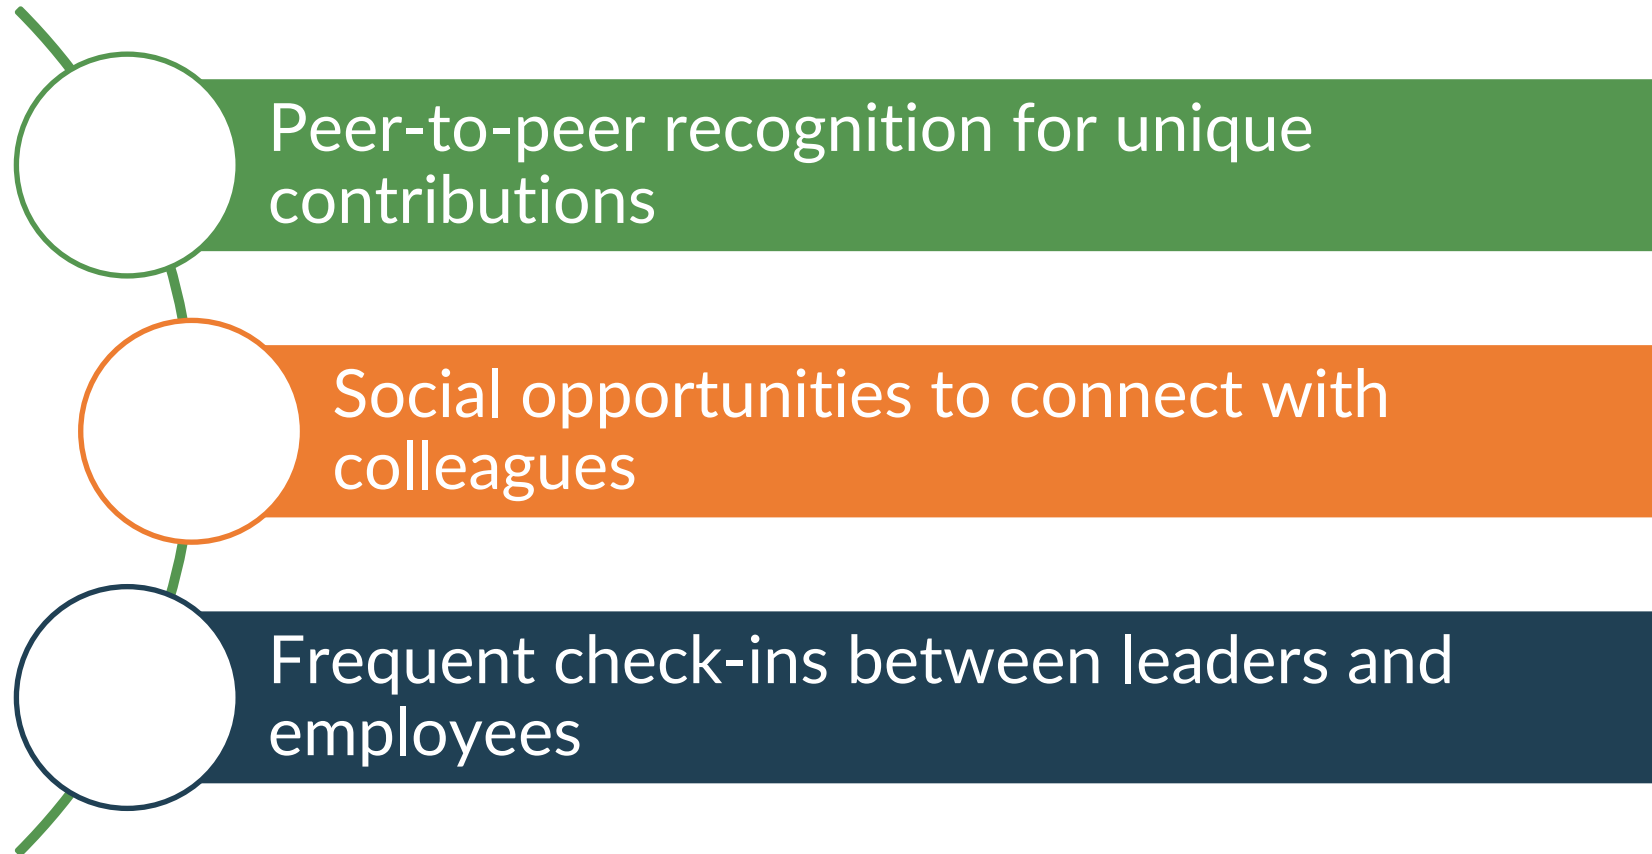 Peer-to-peer recognition for unique
contributions
Social opportunities to connect with
colleagues
Frequent check-ins between leaders and
employees